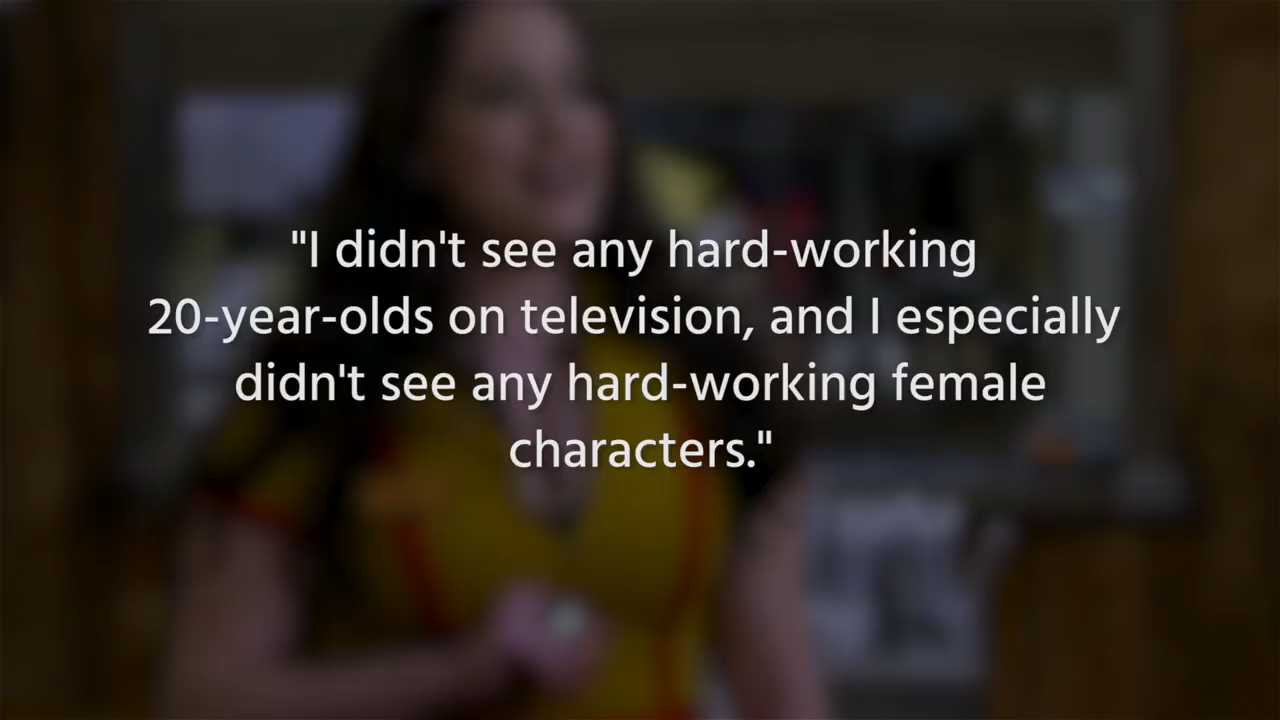 "I didn't see any hard-working
20-year-olds on television, and I especially
didn't see any hard-working female
characters."